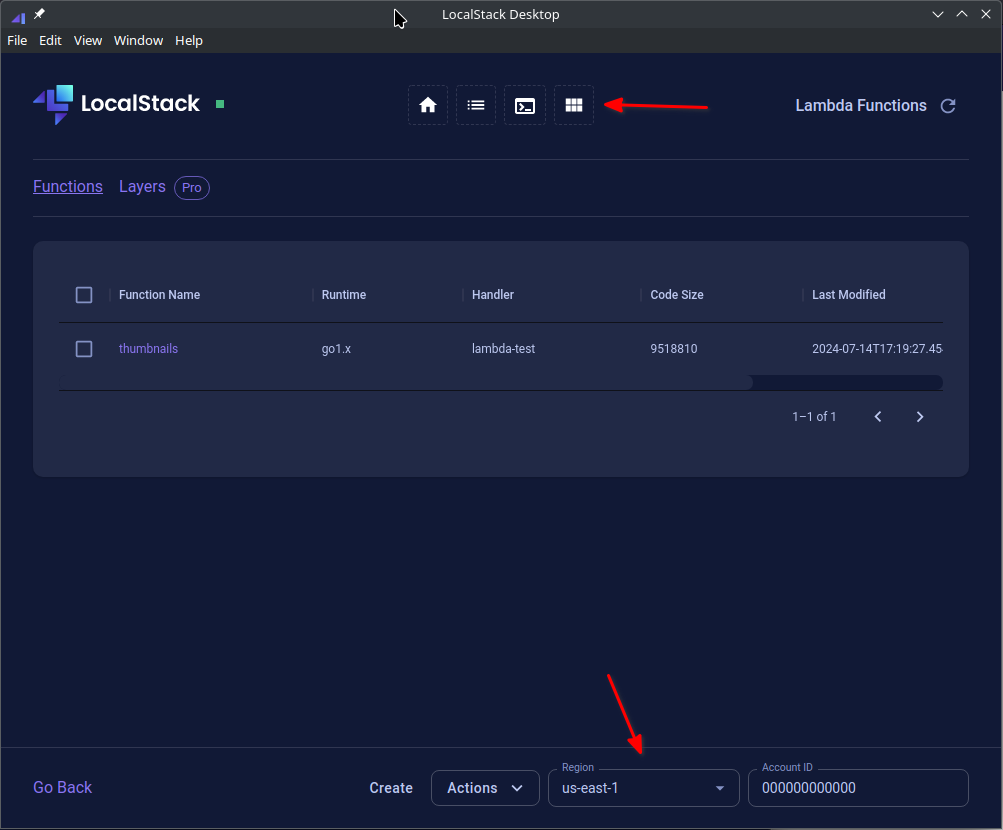 LocalStack Desktop
File Edit View Window Help
LocalStack
Lambda Functions
Functions Layers Pro
Function Name Runtime Handler Code Size Last Modified
thumbnails go1.x lambda-test 9518810 2024-07-14T17:19:27.45
1–1 of 1
Region Account ID
Go Back Create Actions us-east-1 000000000000